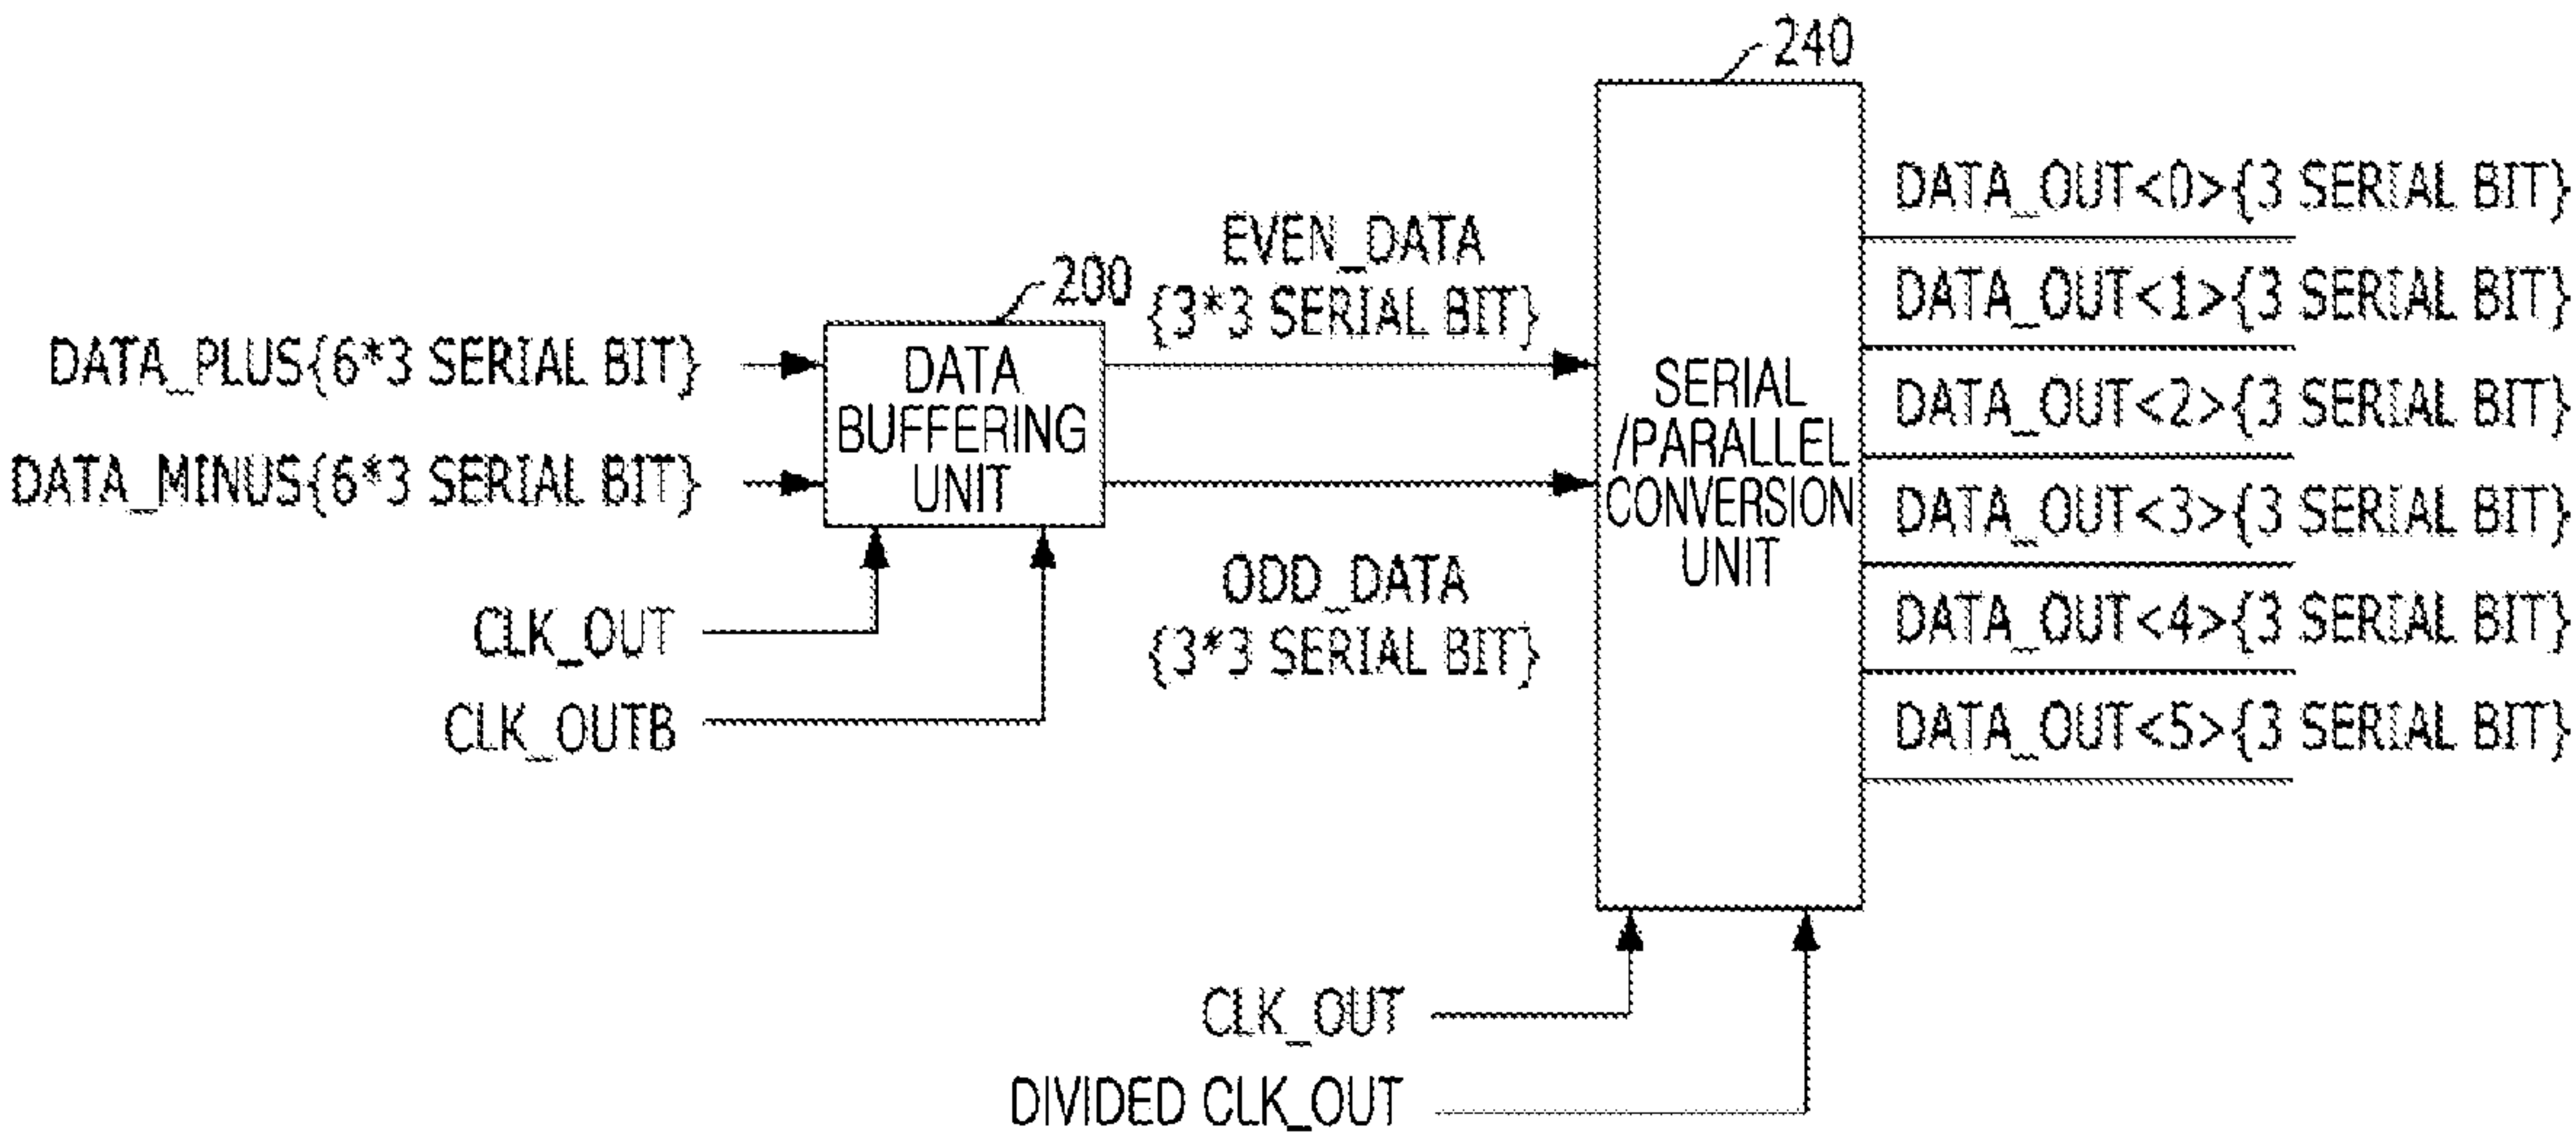 240
DATA_OUT<0>{3 SERIAL BIT}
EVEN_DATA
{3*3 SERIAL BIT}
200
DATA_OUT<1>{3 SERIAL BIT}
DATA_PLUS{6*3 SERIAL BIT}
DATA
BUFFERING
UNIT
SERIAL
/PARALLEL
CONVERSION
UNIT
DATA_OUT<2>{3 SERIAL BIT}
DATA_MINUS{6*3 SERIAL BIT}
DATA_OUT<3>{3 SERIAL BIT}
ODD_DATA
{3*3 SERIAL BIT}
CLK_OUT
DATA_OUT<4>{3 SERIAL BIT}
CLK_OUTB
DATA_OUT<5>{3 SERIAL BIT}
CLK_OUT
DIVIDED CLK_OUT